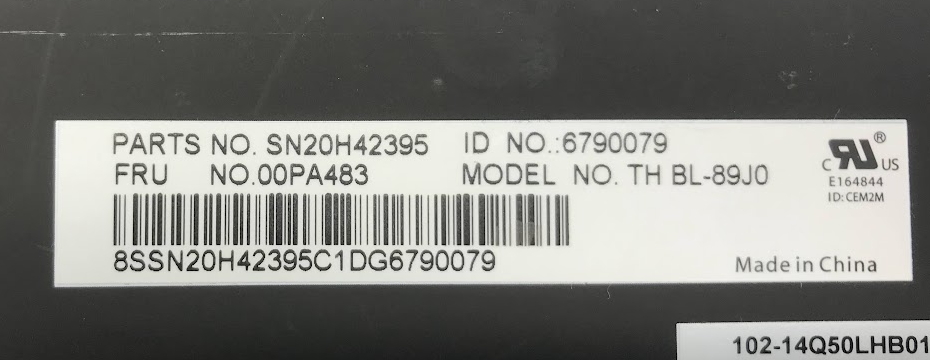 PARTS NO. SN20H42395 ID NO.:6790079
FRU NO.00PA483 MODEL NO. TH BL-89J0
8SSN20H42395C1DG6790079
C RU US ®
E164844
ID: CEM2M
Made in China
102-14Q50LHB01